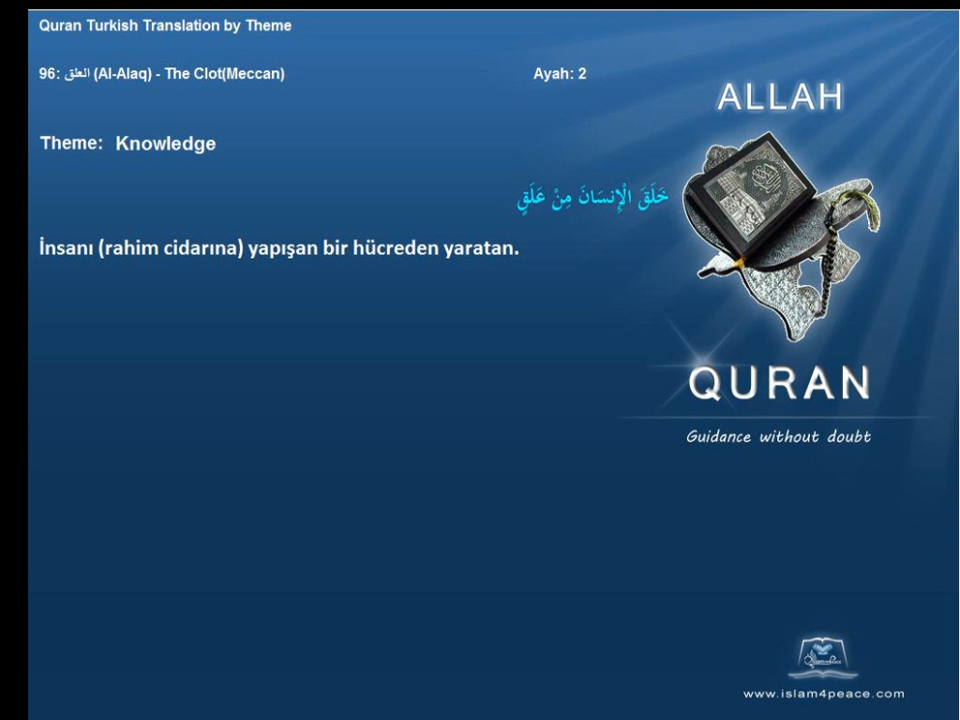 Quran Turkish Translation by Theme
96: العلق (Al-Alaq) - The Clot(Meccan)
Ayah: 2
ALLAH
Theme: Knowledge
خَلَقَ الْإِنسَانَ مِنْ عَلَقٍ
İnsanı (rahim cidarına) yapışan bir hücreden yaratan.
QURAN
Guidance without doubt
www.islam4peace.com